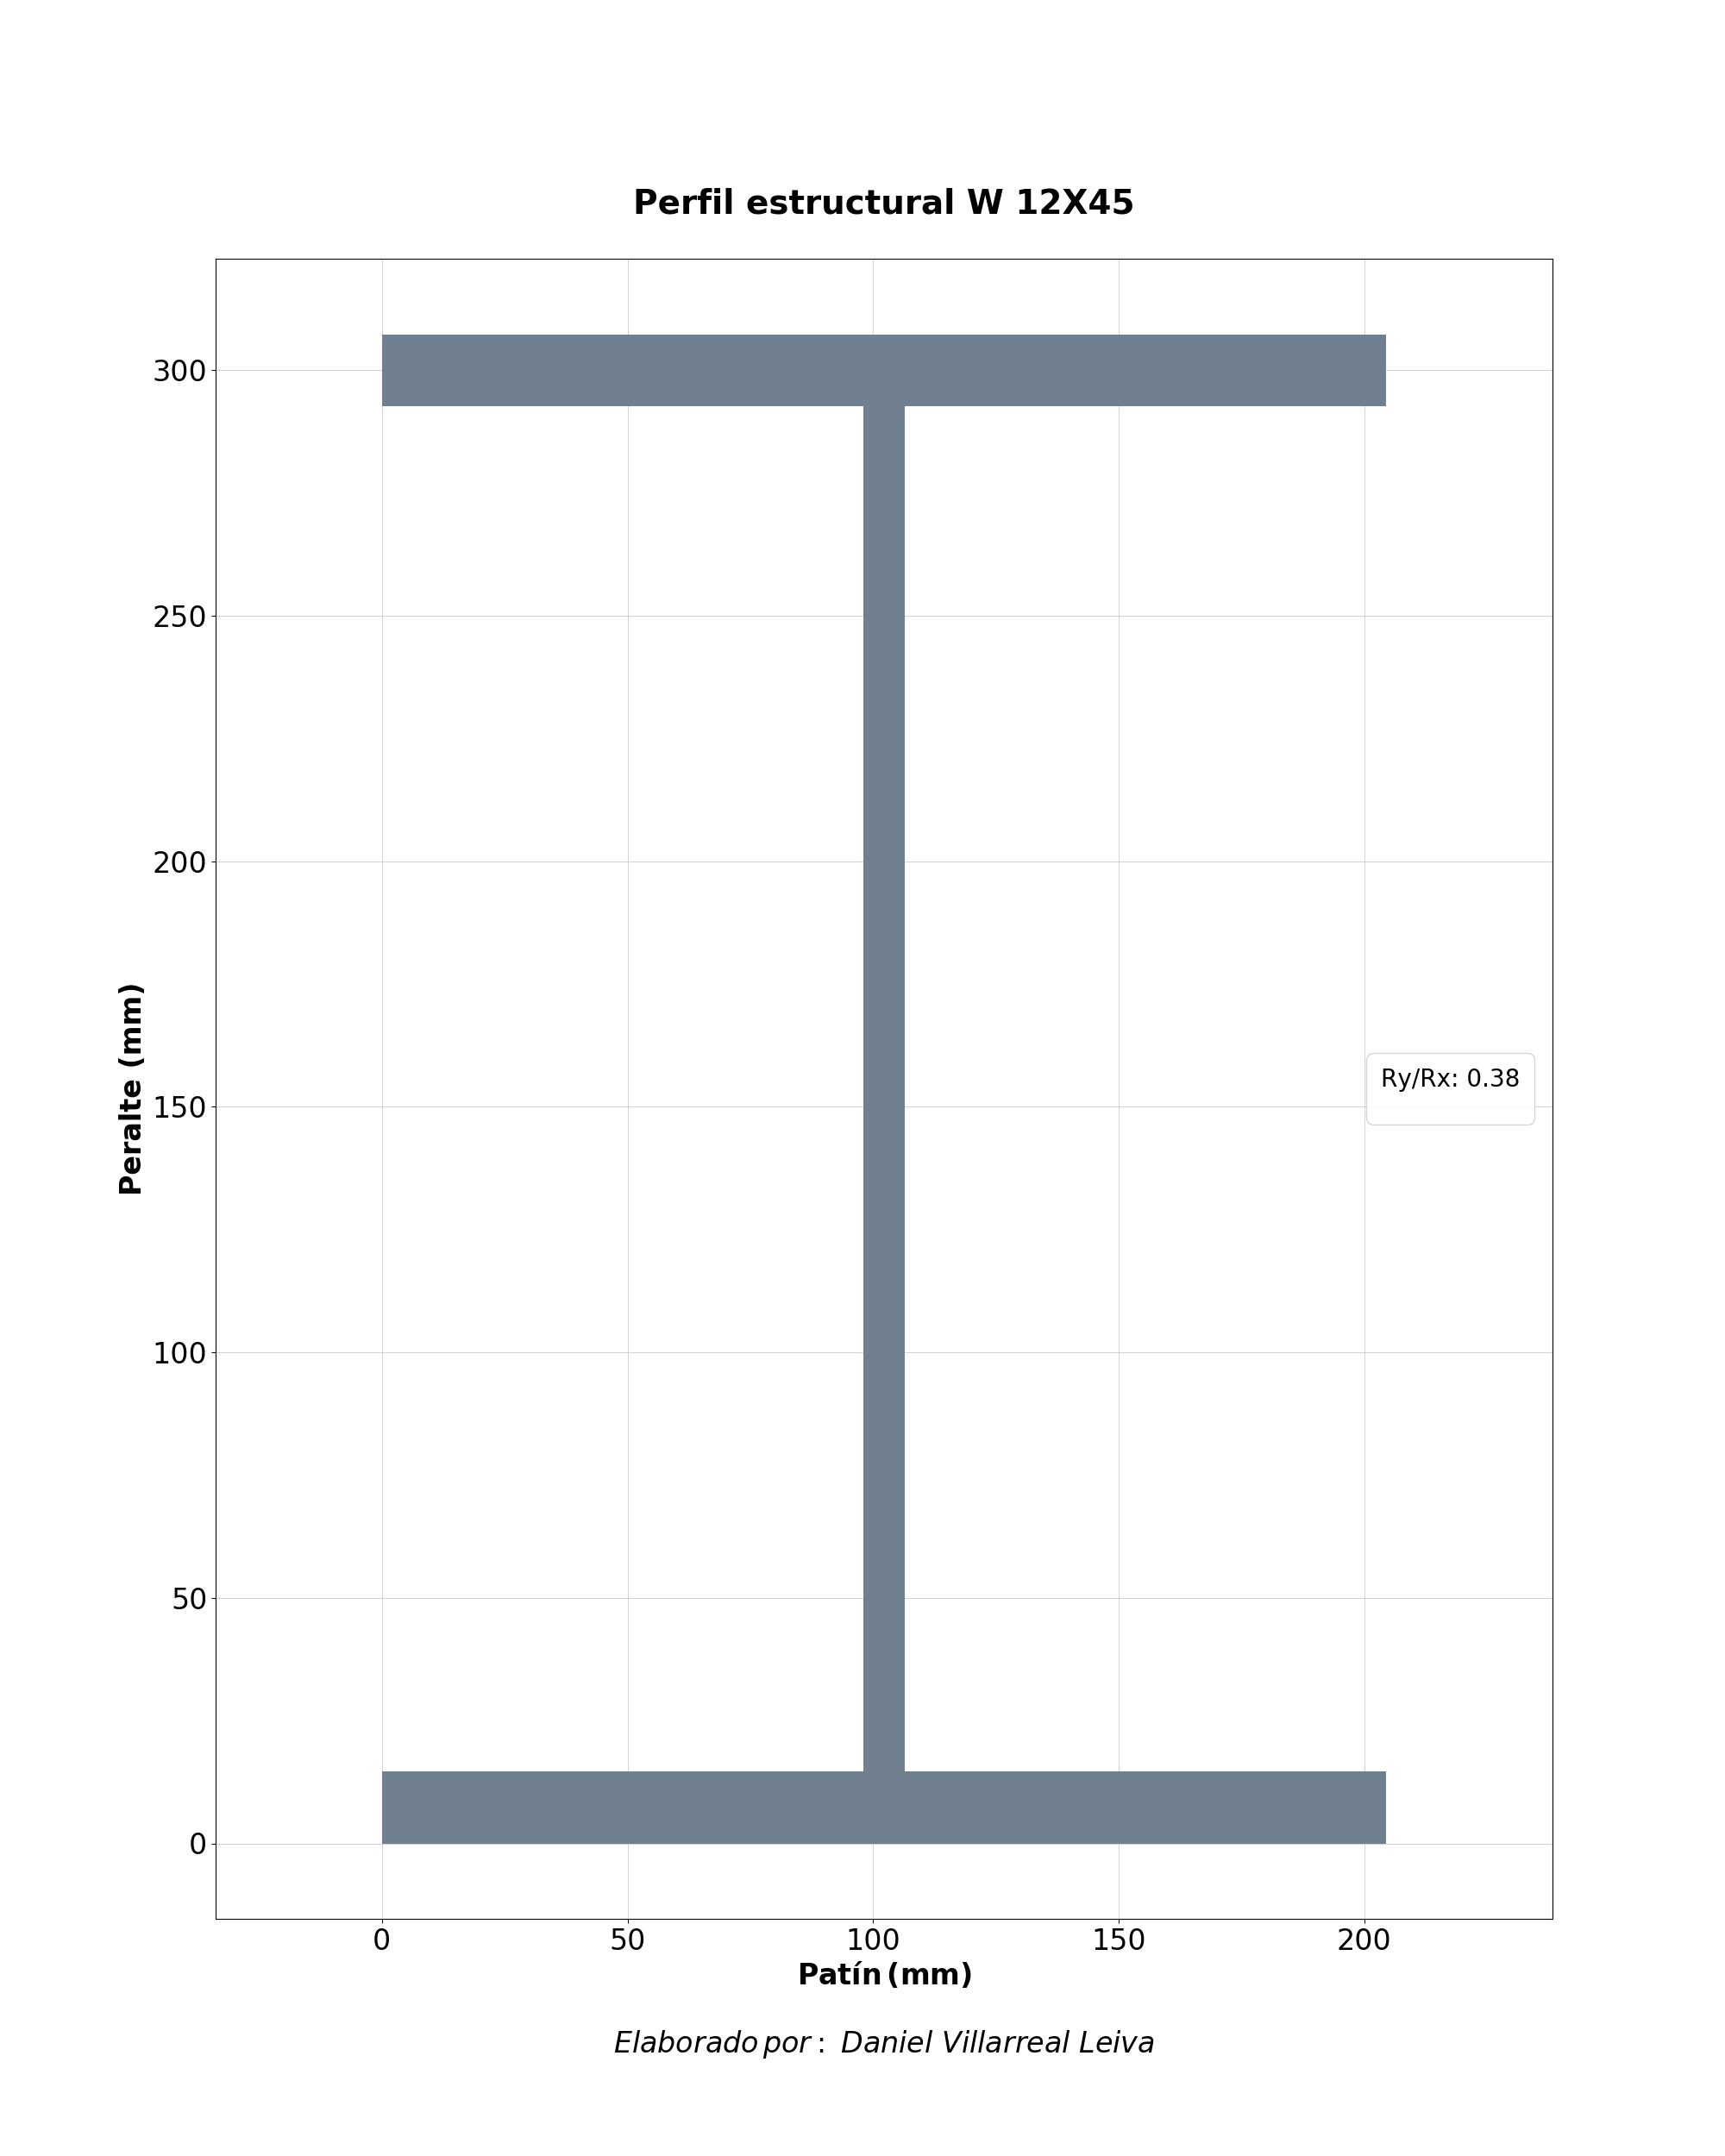 Perfil estructural W 12X45
300
250
200
150
100
50
0
Peralte (mm)
Ry/Rx: 0.38
0 50 100 150 200
Patín (mm)
Elaborado por : Daniel Villarreal Leiva